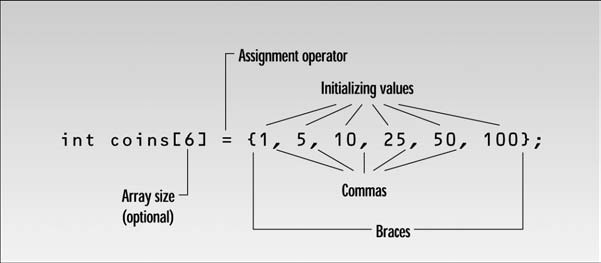 Assignment operator
Initializing values
int coins[6] = {1, 5, 10, 25, 50, 100};
Array size
(optional)
Commas
Braces